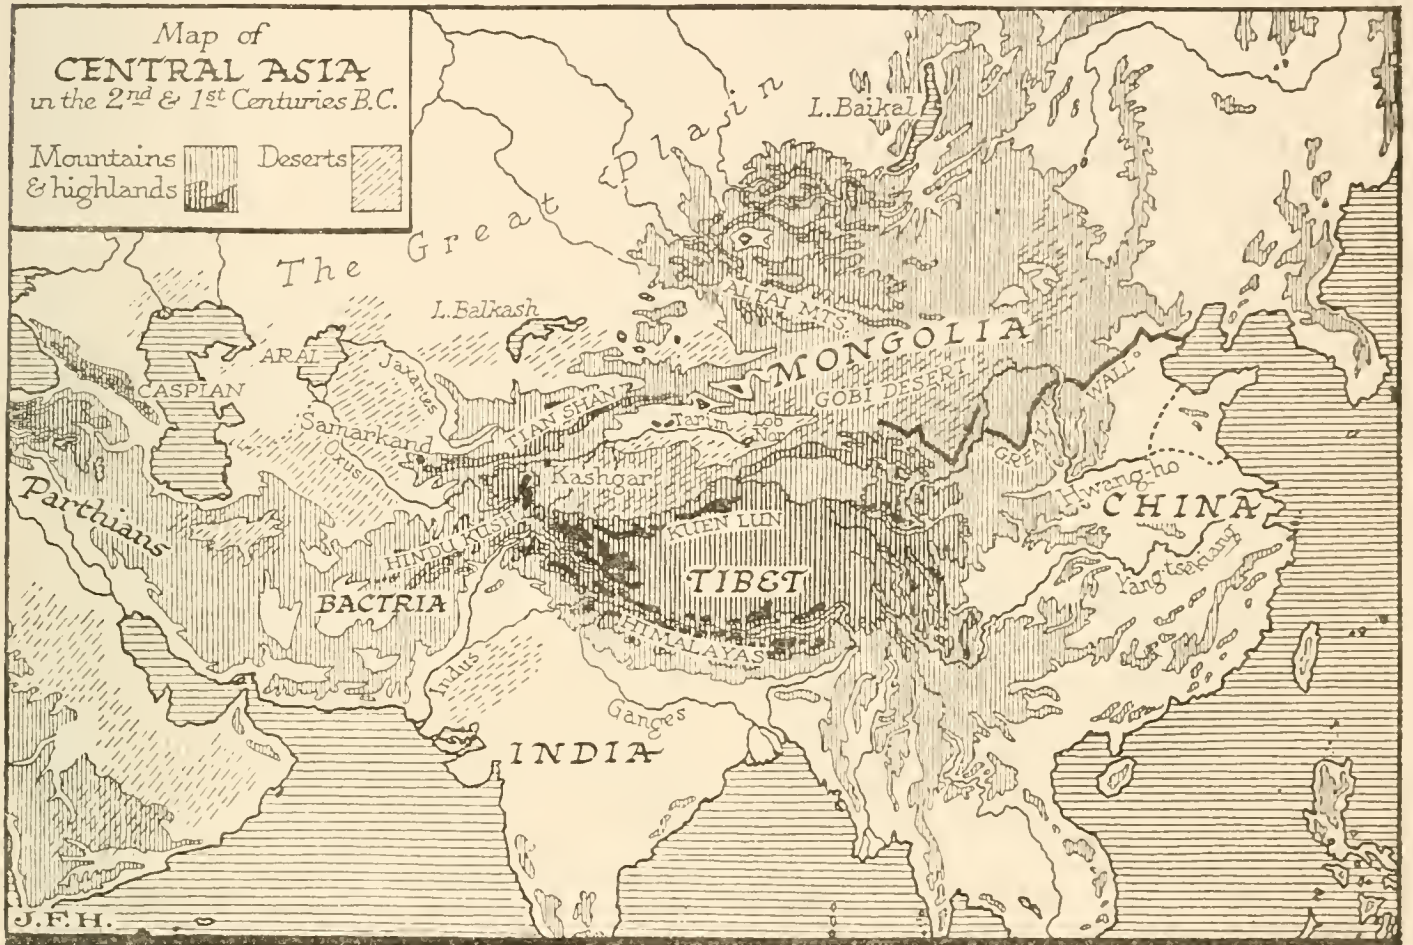 Map of
CENTRAL ASIA
in the 2nd & 1st Centuries B.C.
Mountains
& highlands
Deserts
The Great Plain
L.Baikal
L.Balkash
ALTAI MTS.
ARAL
CASPIAN
Jaxartes
MONGOLIA
GOBI DESERT
TIAN SHAN
Tarim
Lob
Nor
Samarkand
Oxus
Kashgar
GREAT WALL
Hwang-ho
CHINA
Parthians
HINDU KUSH
KUEN LUN
Yangtsekiang
BACTRIA
TIBET
HIMALAYAS
Indus
Ganges
INDIA
J.F.H.